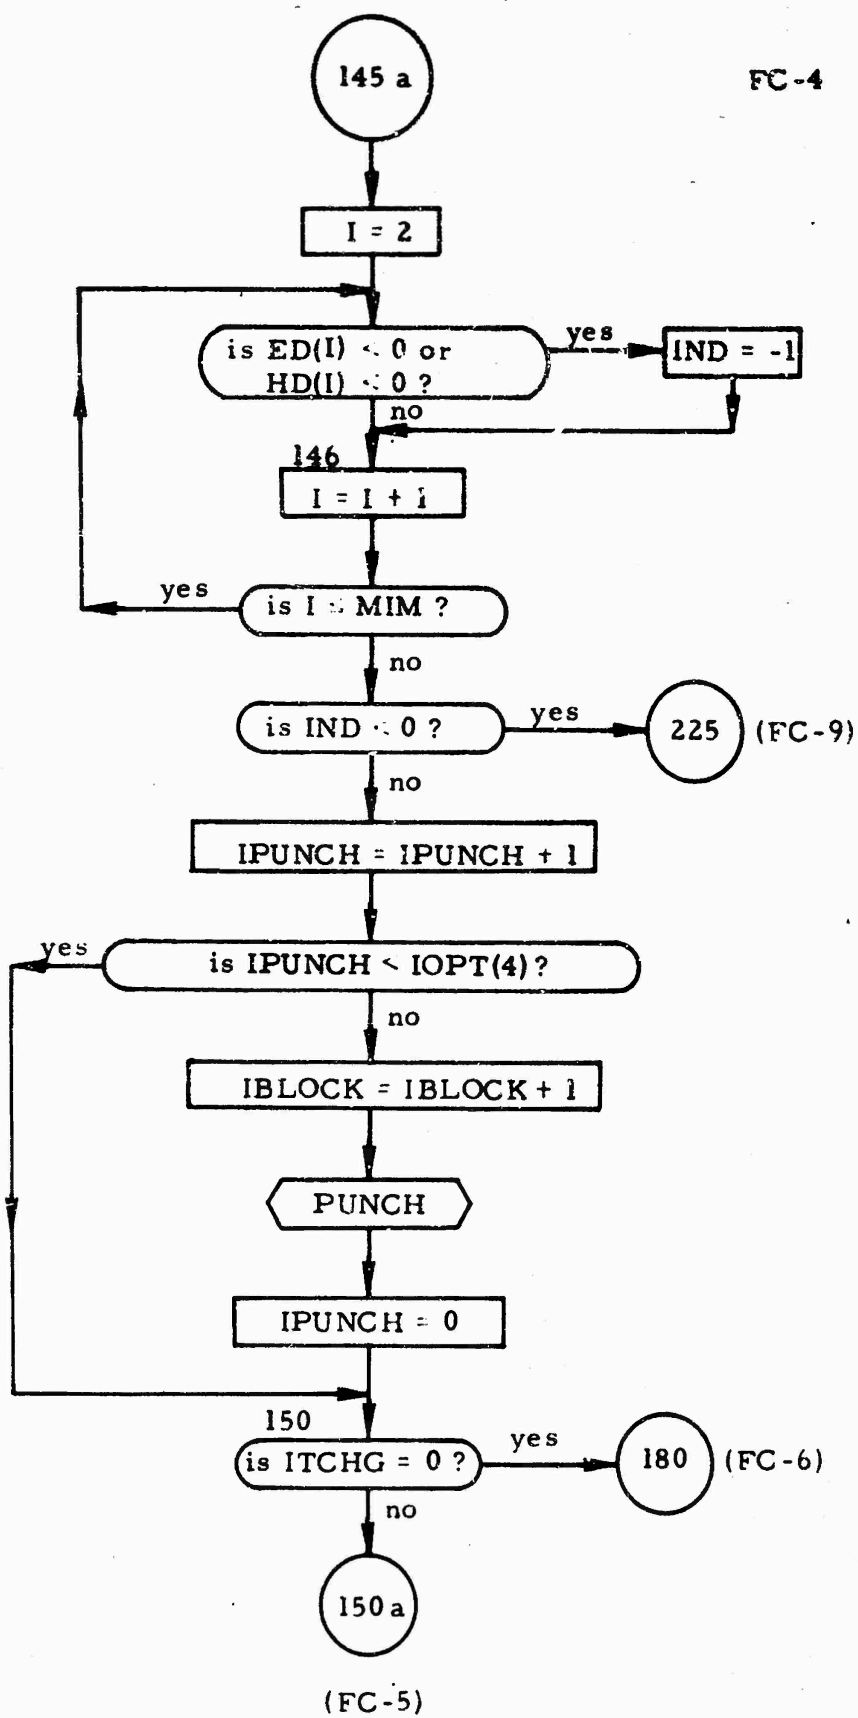 145 a
FC-4
I = 2
is ED(I) < 0 or
HD(I) < 0 ?
yes
IND = -1
no
146
I = I + 1
yes
is I ≤ MIM ?
no
is IND < 0 ?
yes
225
(FC-9)
no
IPUNCH = IPUNCH + 1
yes
is IPUNCH < IOPT(4) ?
no
IBLOCK = IBLOCK + 1
PUNCH
IPUNCH = 0
150
is ITCHG = 0 ?
yes
180
(FC-6)
no
150 a
(FC-5)